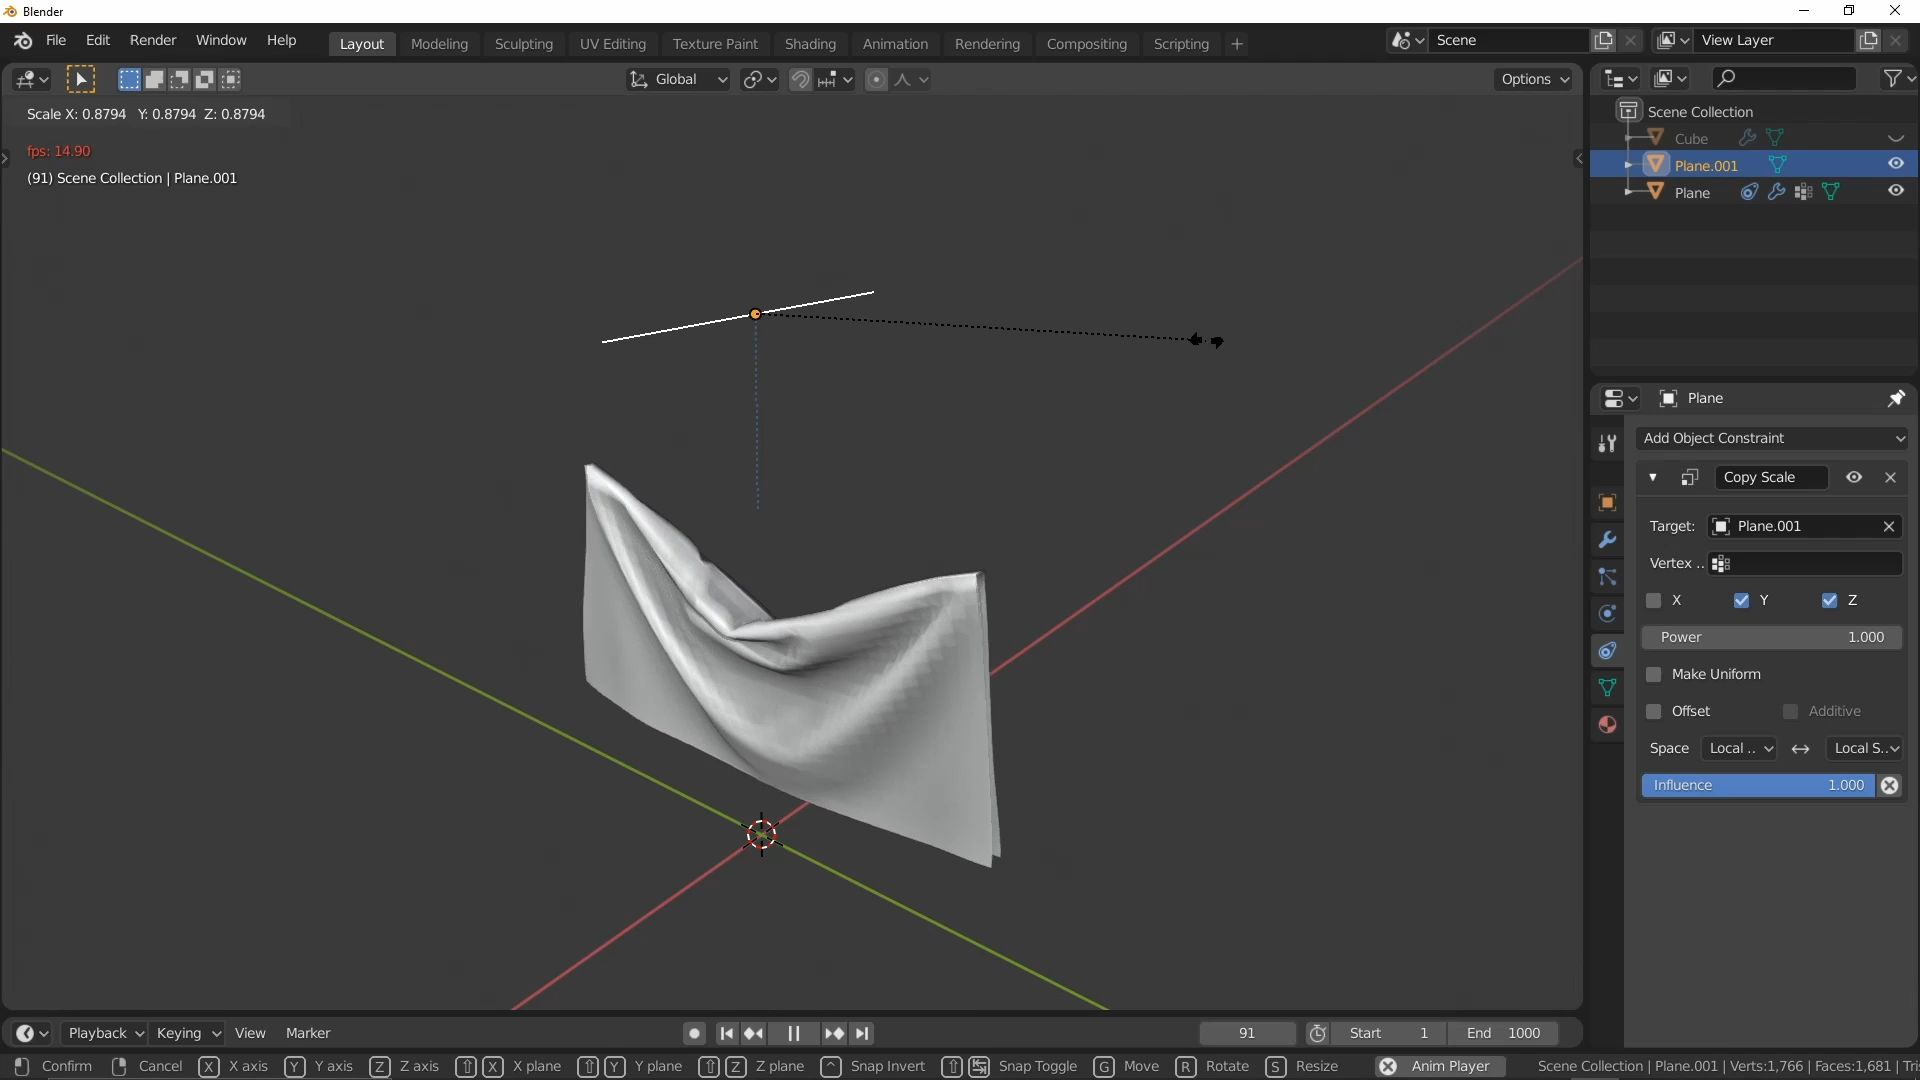 Blender
File Edit Render Window Help Layout Modeling Sculpting UV Editing Texture Paint Shading Animation Rendering Compositing Scripting + Scene View Layer
Global Options
Scale X: 0.8794 Y: 0.8794 Z: 0.8794
fps: 14.90
(91) Scene Collection | Plane.001
Scene Collection
Cube
Plane.001
Plane
Plane
Add Object Constraint
Copy Scale
Target: Plane.001
Vertex ..
X Y Z
Power 1.000
Make Uniform
Offset Additive
Space Local .. Local S..
Influence 1.000
Playback Keying View Marker 91 Start 1 End 1000
Confirm Cancel X X axis Y Y axis Z Z axis X X plane Y Y plane Z Z plane Snap Invert Snap Toggle G Move R Rotate S Resize Anim Player Scene Collection | Plane.001 | Verts:1,766 | Faces:1,681 | Tri